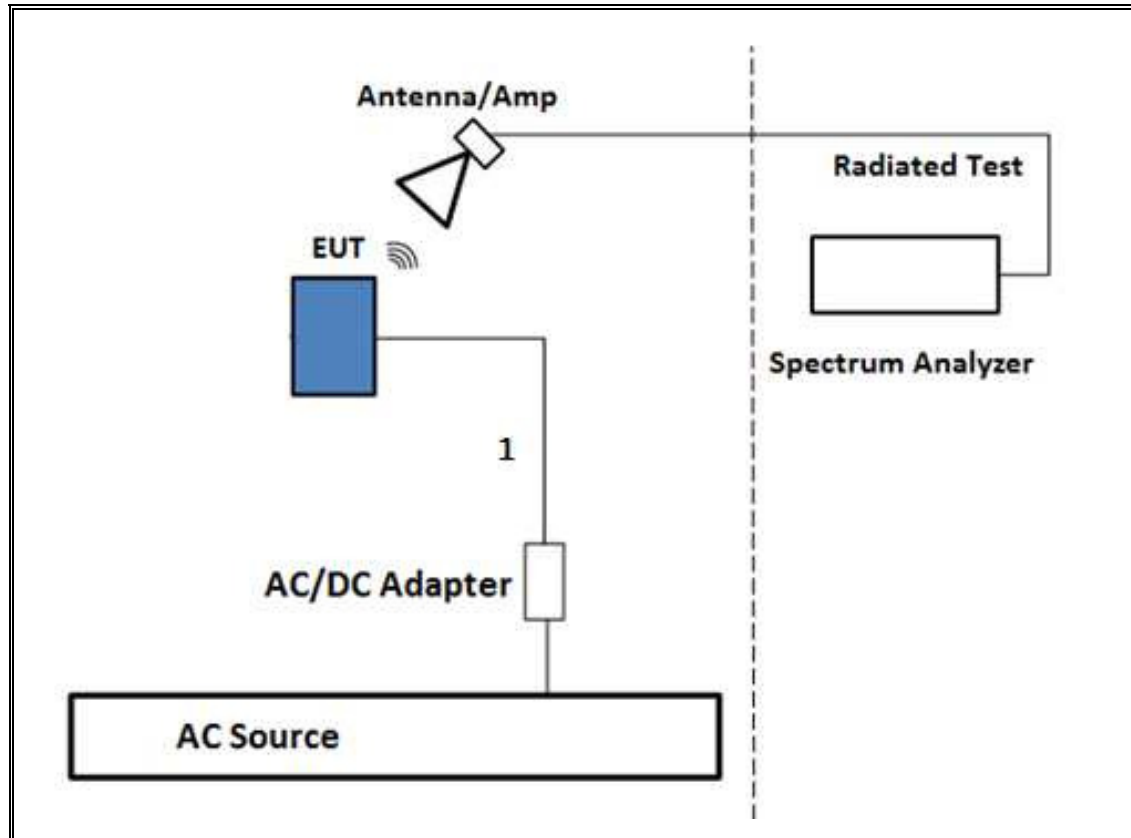 Antenna/Amp
Radiated Test
EUT
Spectrum Analyzer
1
AC/DC Adapter
AC Source